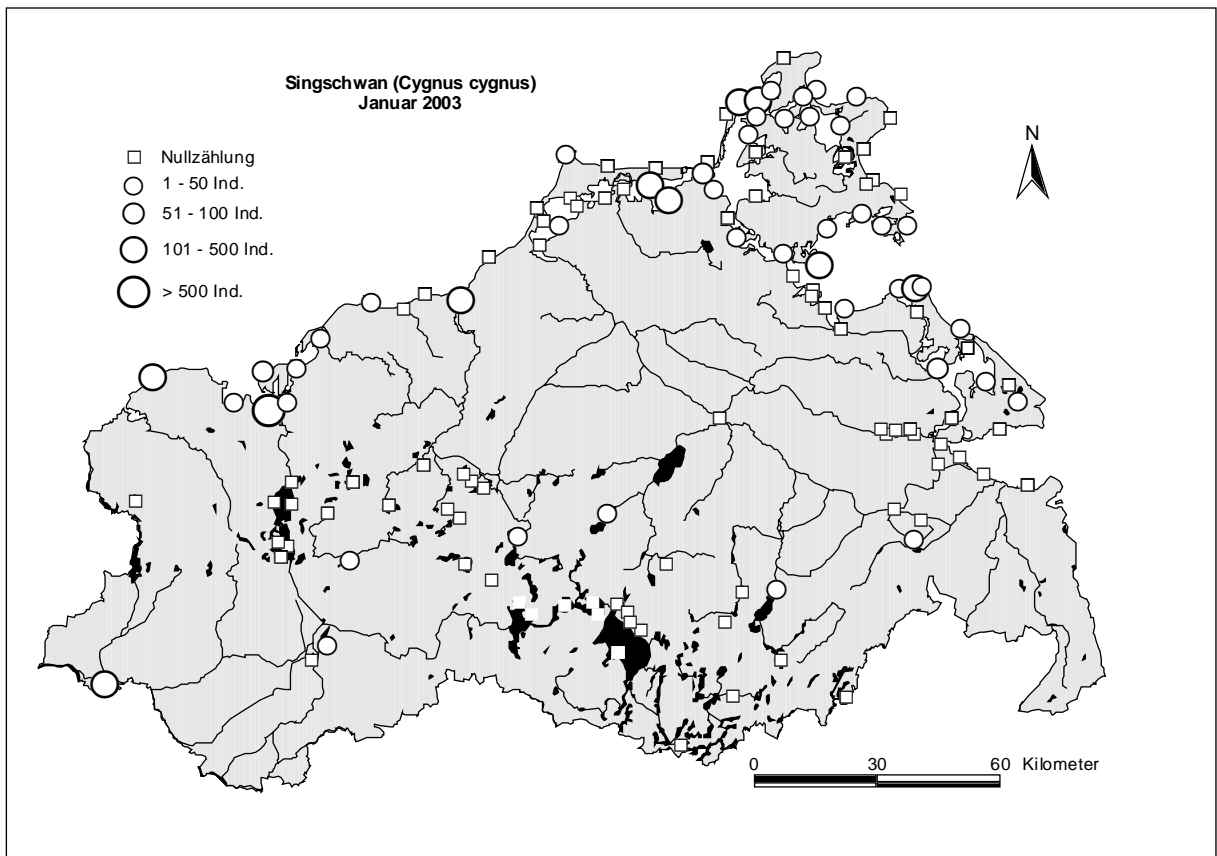 Singschwan (Cygnus cygnus)
Januar 2003
Nullzählung
1 - 50 Ind.
51 - 100 Ind.
101 - 500 Ind.
> 500 Ind.
N
0 30 60 Kilometer